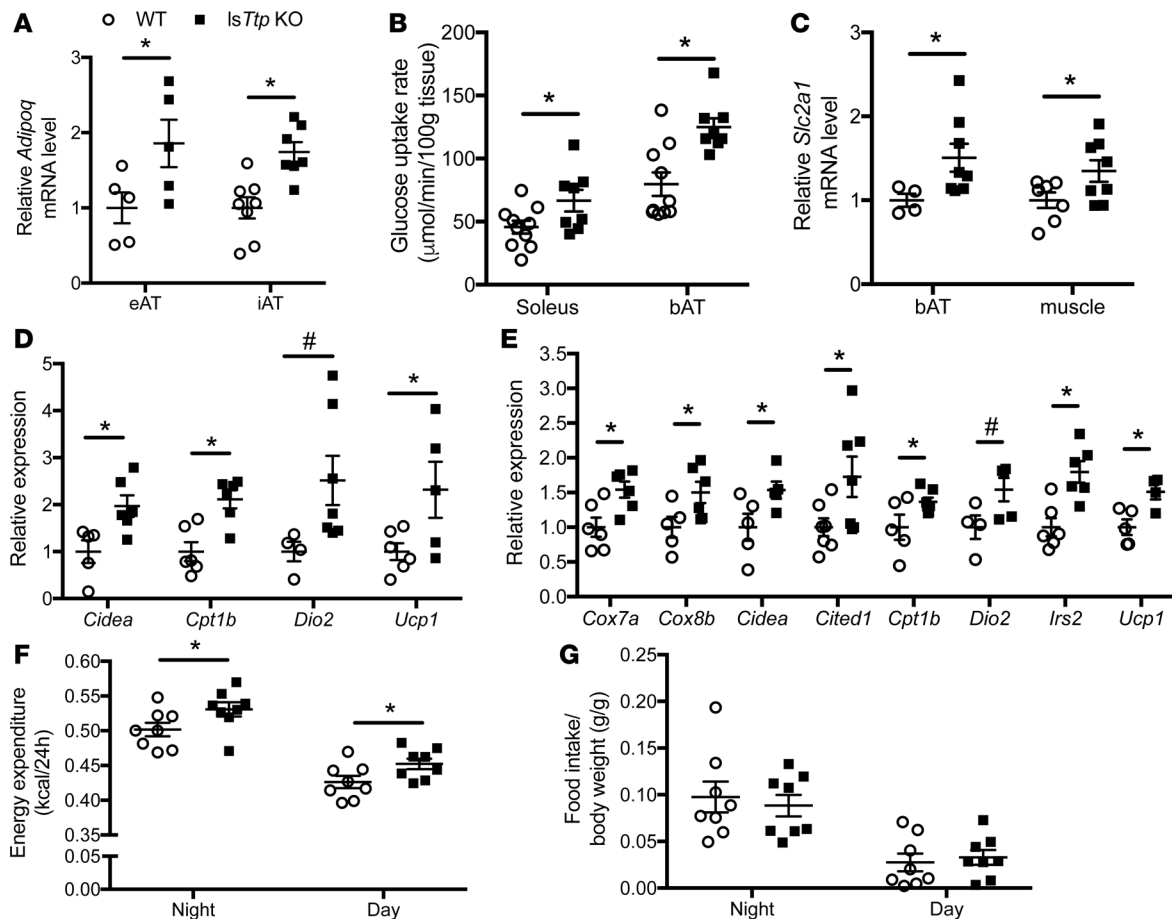 WT IsTtp KO
A
Relative Adipoq
mRNA level
3
2
1
0
*
*
eAT iAT
B
Glucose uptake rate
(μmol/min/100g tissue)
200
150
100
50
0
*
*
Soleus bAT
C
Relative Slc2a1
mRNA level
3
2
1
0
*
*
bAT muscle
D
Relative expression
5
4
3
2
1
0
*
*
#
*
Cidea Cpt1b Dio2 Ucp1
E
Relative expression
3.5
3.0
2.5
2.0
1.5
1.0
0.5
0.0
*
*
*
*
*
#
*
*
Cox7a Cox8b Cidea Cited1 Cpt1b Dio2 Irs2 Ucp1
F
Energy expenditure
(kcal/24h)
0.60
0.55
0.50
0.45
0.40
0.35
0.05
0.00
*
*
Night Day
G
Food intake/
body weight (g/g)
0.25
0.20
0.15
0.10
0.05
0.00
Night Day